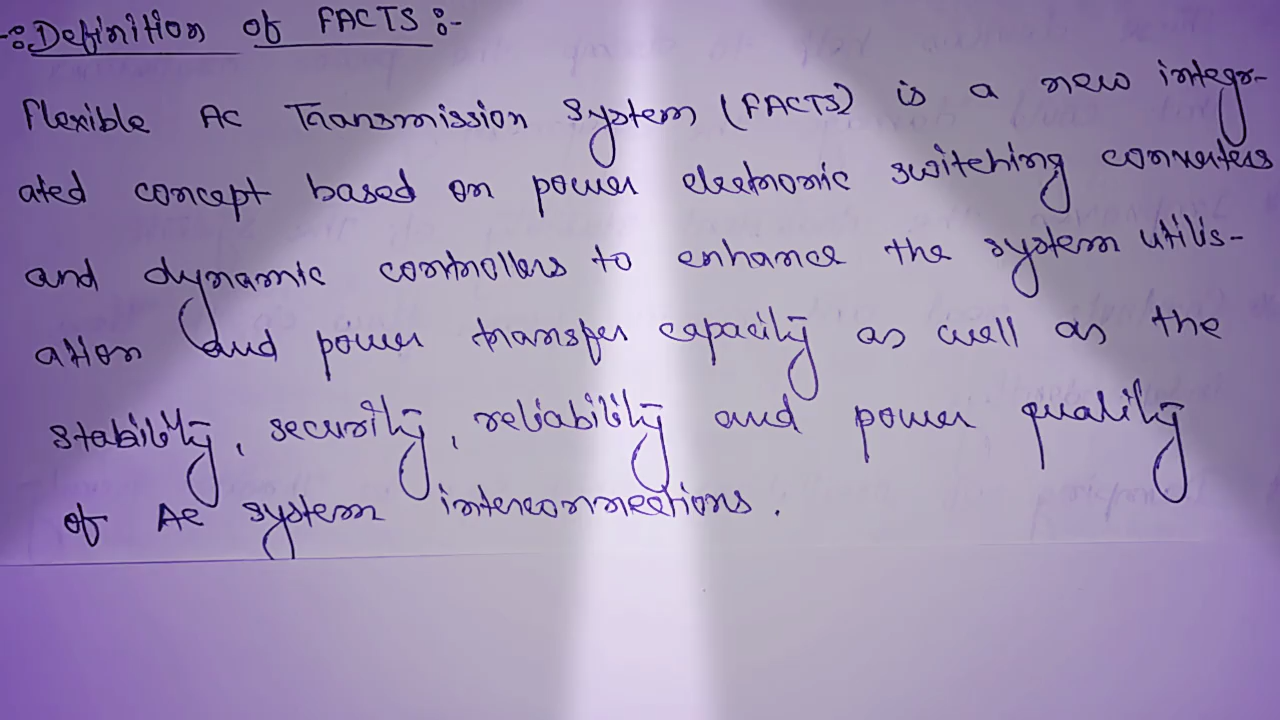 -: Definition of FACTS :-
Flexible AC Transmission System (FACTS) is a new integr-
ated concept based on power electronic switching converters
and dynamic controllers to enhance the system utilis-
ation and power transfer capacity as well as the
stability, security, reliability and power quality
of AC system interconnections.